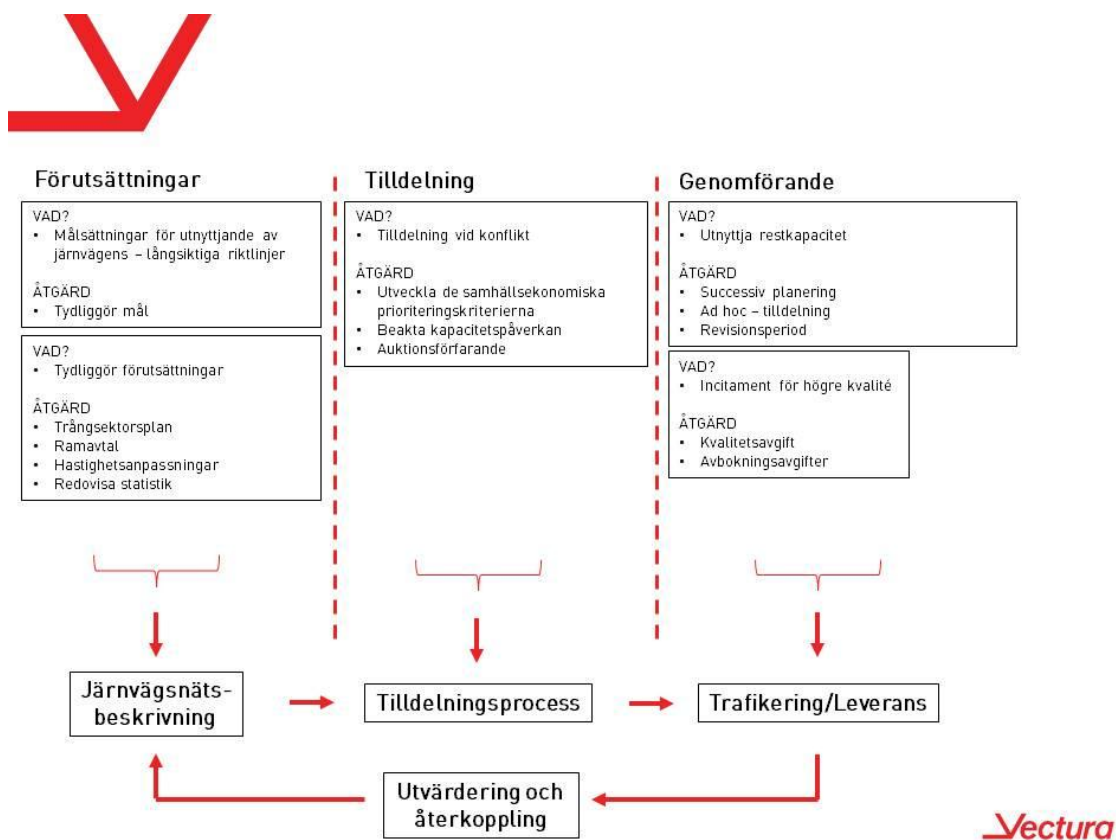 Förutsättningar
VAD?
• Målsättningar för utnyttjande av
järnvägens – långsiktiga riktlinjer
ÅTGÄRD
• Tydliggör mål
VAD?
• Tydliggör förutsättningar
ÅTGÄRD
• Trångsektorsplan
• Ramavtal
• Hastighetsanpassningar
• Redovisa statistik
Tilldelning
VAD?
• Tilldelning vid konflikt
ÅTGÄRD
• Utveckla de samhällsekonomiska
prioriteringskriterierna
• Beakta kapacitetspåverkan
• Auktionsförfarande
Genomförande
VAD?
• Utnyttja restkapacitet
ÅTGÄRD
• Successiv planering
• Ad hoc – tilldelning
• Revisionsperiod
VAD?
• Incitament för högre kvalité
ÅTGÄRD
• Kvalitetsavgift
• Avbokningsavgifter
Järnvägsnäts-
beskrivning
Tilldelningsprocess
Trafikering/Leverans
Utvärdering och
återkoppling
Vectura